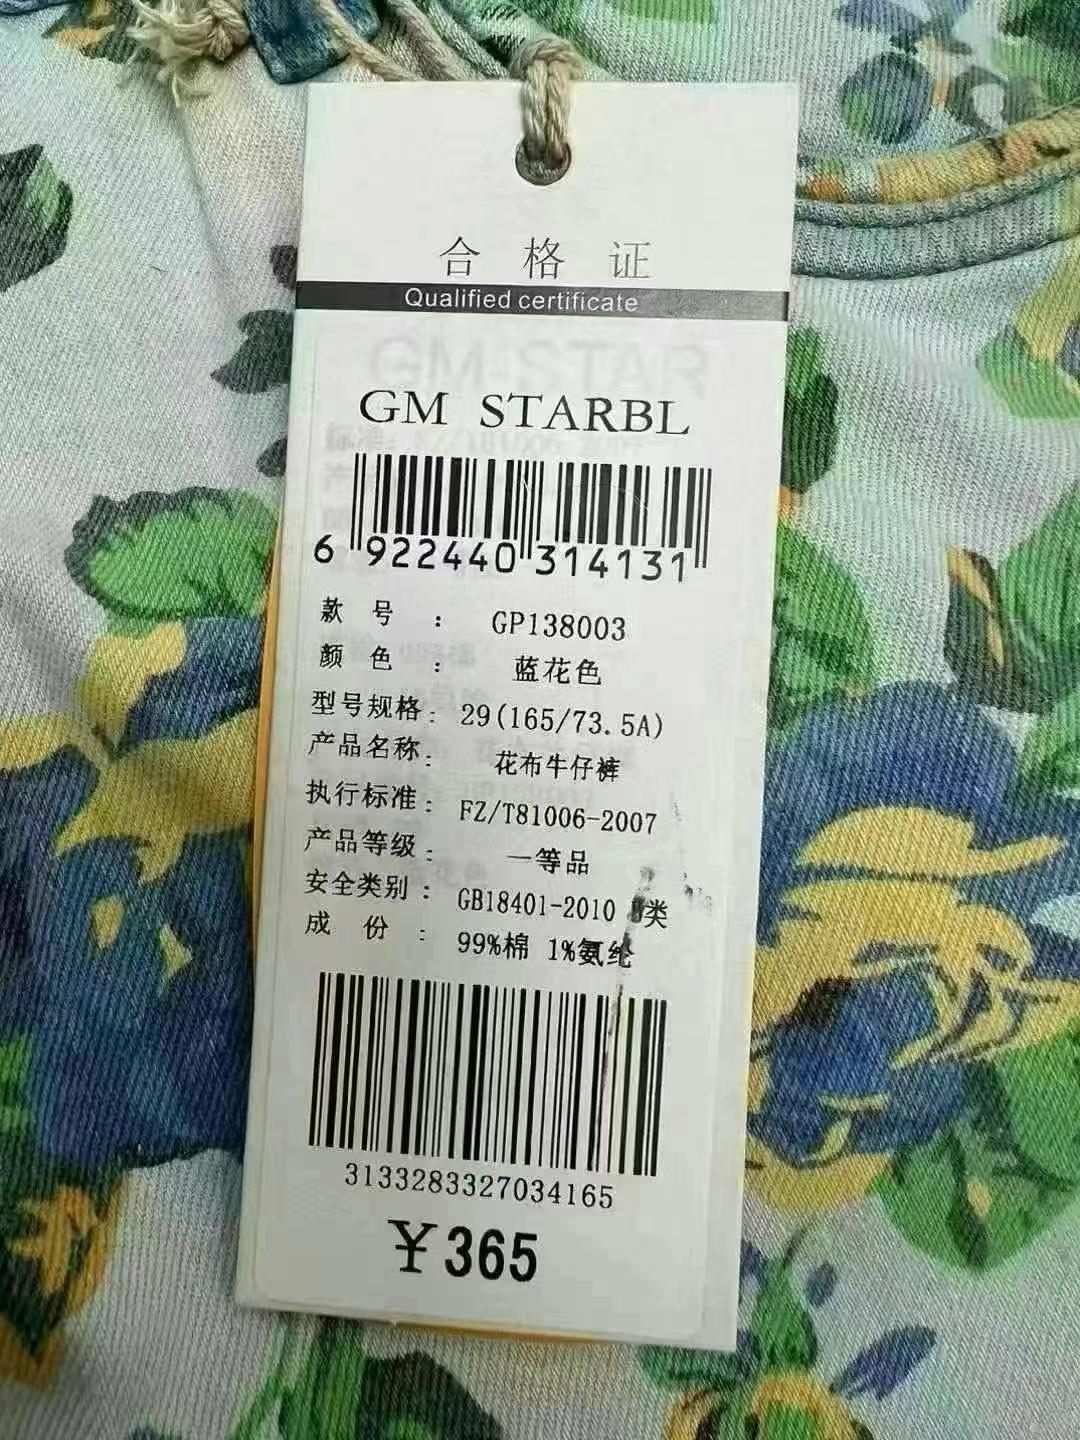 合格证
Qualified certificate
GM STARBL
6 922440 314131
款号: GP138003
颜色: 蓝花色
型号规格: 29(165/73.5A)
产品名称: 花布牛仔裤
执行标准: FZ/T81006-2007
产品等级: 一等品
安全类别: GB18401-2010 类
成份: 99%棉 1%氨纶
3133283327034165
￥365